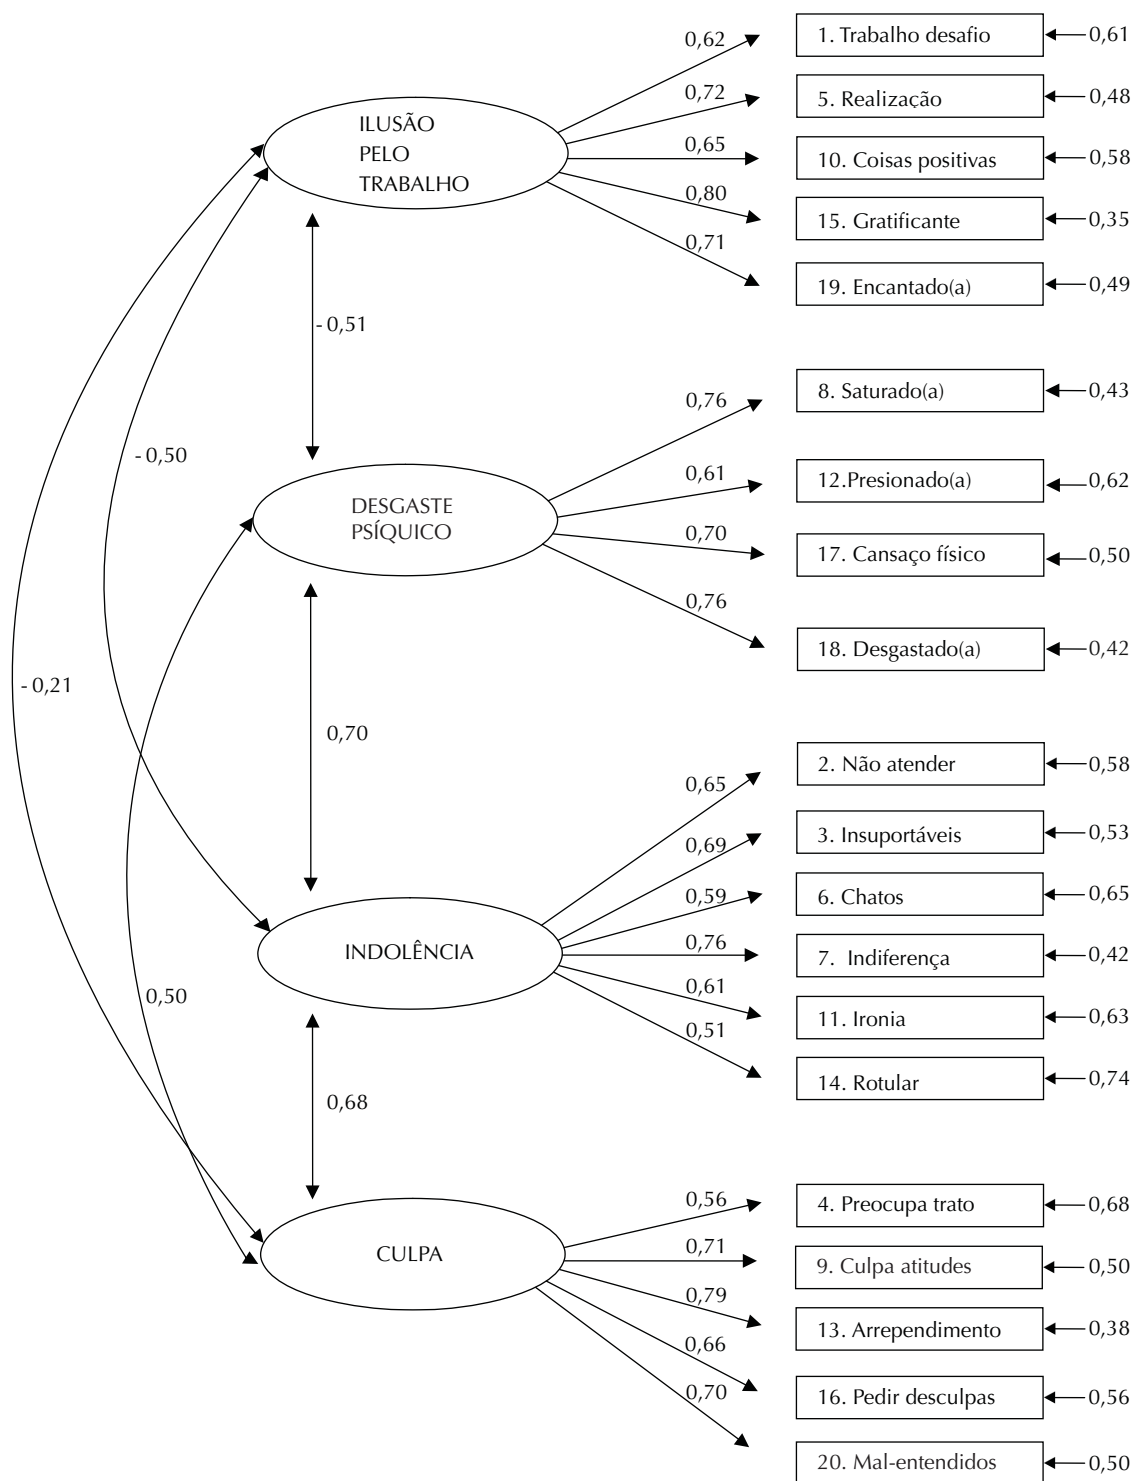 0,62
1. Trabalho desafio
0,61
ILUSÃO
PELO
TRABALHO
0,72
5. Realização
0,48
0,65
10. Coisas positivas
0,58
0,80
15. Gratificante
0,35
0,71
19. Encantado(a)
0,49
- 0,51
- 0,50
DESGASTE
PSÍQUICO
0,76
8. Saturado(a)
0,43
0,61
12.Presionado(a)
0,62
0,70
17. Cansaço físico
0,50
0,76
18. Desgastado(a)
0,42
- 0,21
0,70
INDOLÊNCIA
0,65
2. Não atender
0,58
0,69
3. Insuportáveis
0,53
0,59
6. Chatos
0,65
0,76
7. Indiferença
0,42
0,61
11. Ironia
0,63
0,51
14. Rotular
0,74
0,50
0,68
CULPA
0,56
4. Preocupa trato
0,68
0,71
9. Culpa atitudes
0,50
0,79
13. Arrependimento
0,38
0,66
16. Pedir desculpas
0,56
0,70
20. Mal-entendidos
0,50